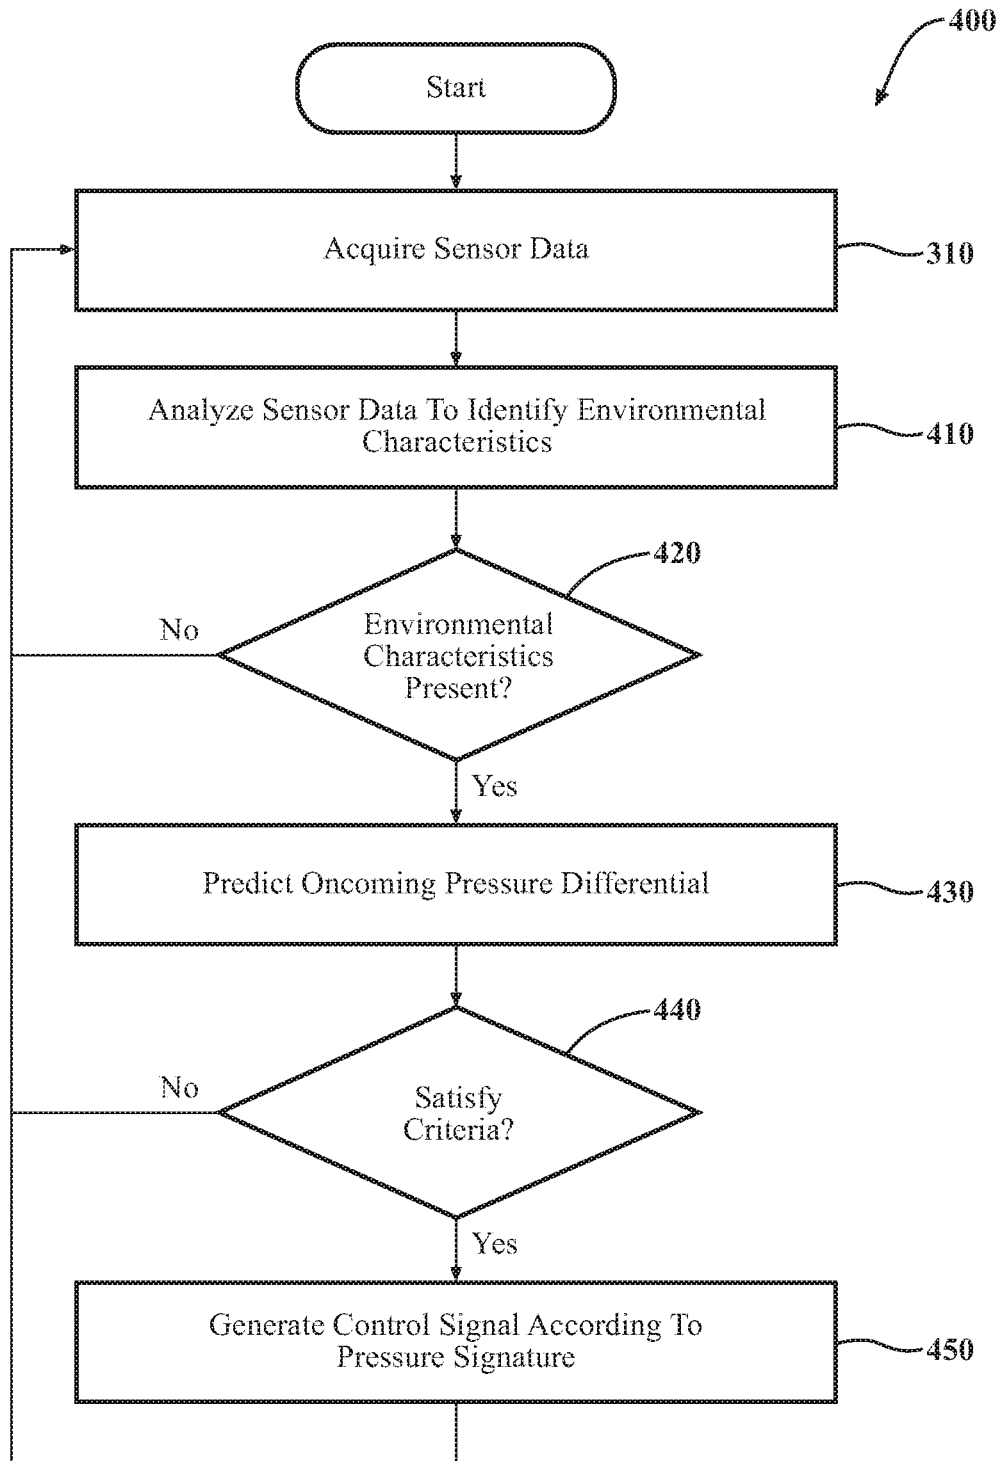 400
Start
Acquire Sensor Data
310
Analyze Sensor Data To Identify Environmental
Characteristics
410
420
Environmental
Characteristics
Present?
No
Yes
Predict Oncoming Pressure Differential
430
440
Satisfy
Criteria?
No
Yes
Generate Control Signal According To
Pressure Signature
450